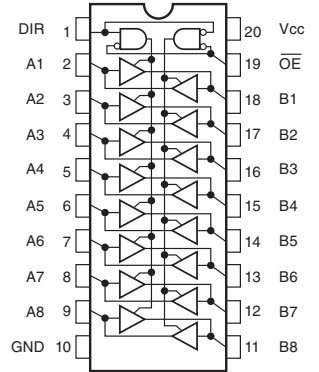 DIR 1 20 Vcc
A1 2 19 O̅E̅
A2 3 18 B1
A3 4 17 B2
A4 5 16 B3
A5 6 15 B4
A6 7 14 B5
A7 8 13 B6
A8 9 12 B7
GND 10 11 B8